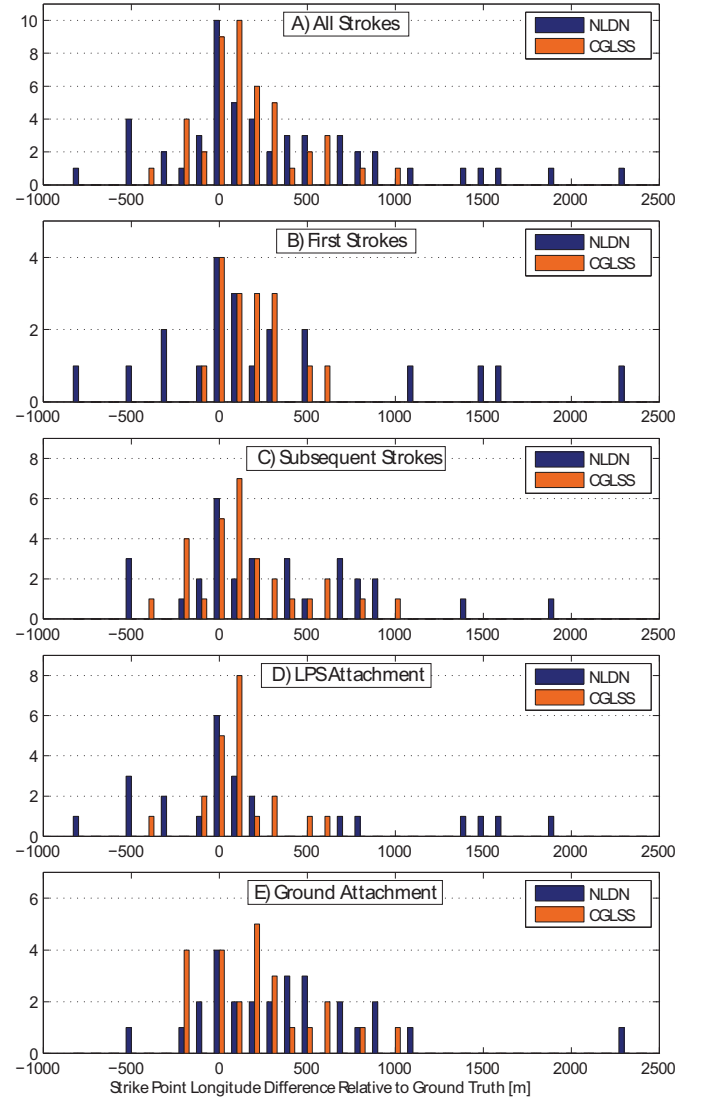 A) All Strokes
NLDN
CGLSS
10
8
6
4
2
0
−1000 −500 0 500 1000 1500 2000 2500
B) First Strokes
NLDN
CGLSS
4
2
0
−1000 −500 0 500 1000 1500 2000 2500
C) Subsequent Strokes
NLDN
CGLSS
8
6
4
2
0
−1000 −500 0 500 1000 1500 2000 2500
D) LPS Attachment
NLDN
CGLSS
8
6
4
2
0
−1000 −500 0 500 1000 1500 2000 2500
E) Ground Attachment
NLDN
CGLSS
6
4
2
0
−1000 −500 0 500 1000 1500 2000 2500
Strike Point Longitude Difference Relative to Ground Truth [m]